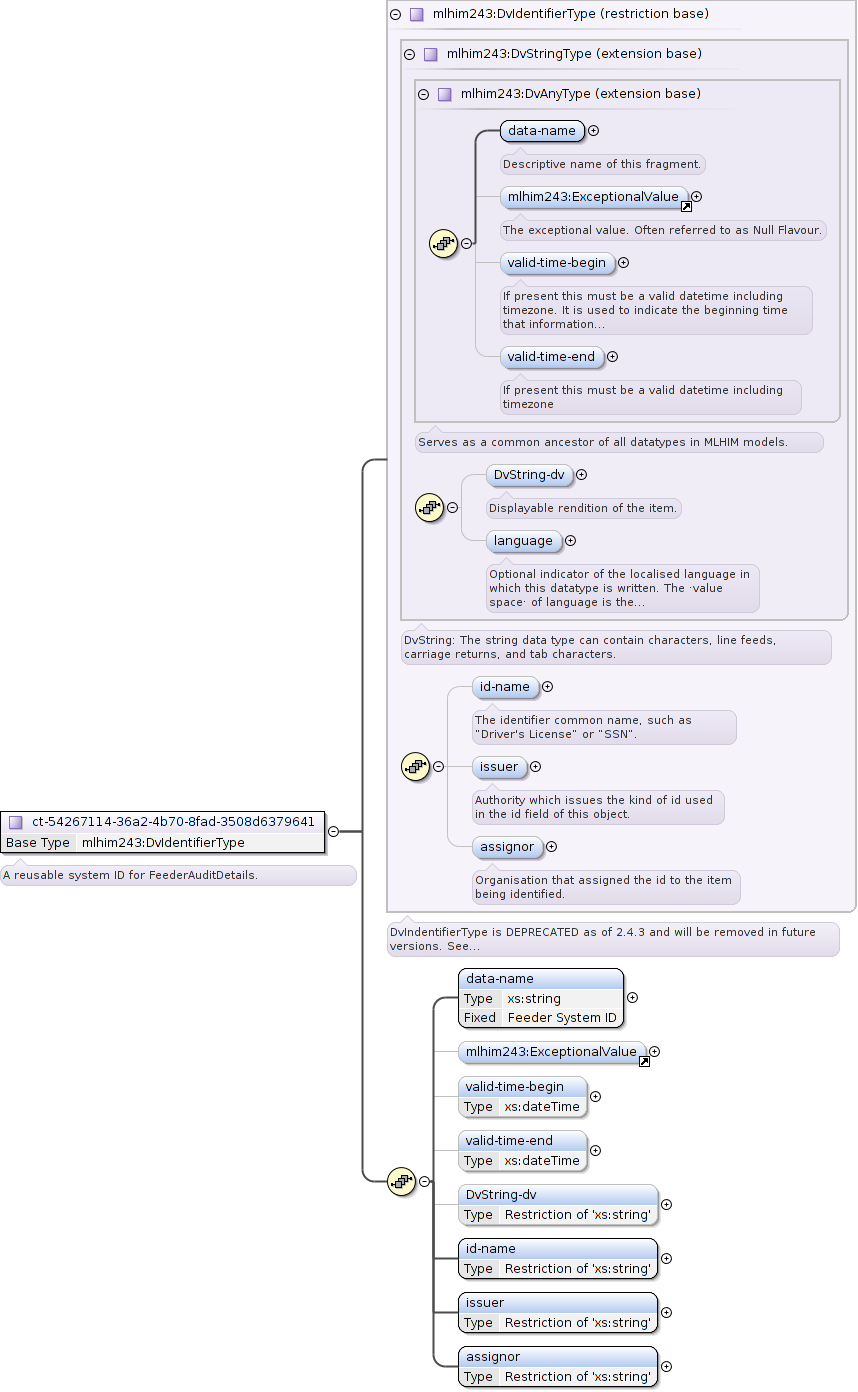 mlhim243:DvIdentifierType (restriction base)
mlhim243:DvStringType (extension base)
mlhim243:DvAnyType (extension base)
data-name
Descriptive name of this fragment.
mlhim243:ExceptionalValue
The exceptional value. Often referred to as Null Flavour.
valid-time-begin
If present this must be a valid datetime including
timezone. It is used to indicate the beginning time
that information...
valid-time-end
If present this must be a valid datetime including
timezone
Serves as a common ancestor of all datatypes in MLHIM models.
DvString-dv
Displayable rendition of the item.
language
Optional indicator of the localised language in
which this datatype is written. The ·value
space· of language is the...
DvString: The string data type can contain characters, line feeds,
carriage returns, and tab characters.
id-name
The identifier common name, such as
"Driver's License" or "SSN".
issuer
Authority which issues the kind of id used
in the id field of this object.
assignor
Organisation that assigned the id to the item
being identified.
ct-54267114-36a2-4b70-8fad-3508d6379641
Base Type mlhim243:DvIdentifierType
A reusable system ID for FeederAuditDetails.
DvIndentifierType is DEPRECATED as of 2.4.3 and will be removed in future
versions. See...
data-name
Type xs:string
Fixed Feeder System ID
mlhim243:ExceptionalValue
valid-time-begin
Type xs:dateTime
valid-time-end
Type xs:dateTime
DvString-dv
Type Restriction of 'xs:string'
id-name
Type Restriction of 'xs:string'
issuer
Type Restriction of 'xs:string'
assignor
Type Restriction of 'xs:string'